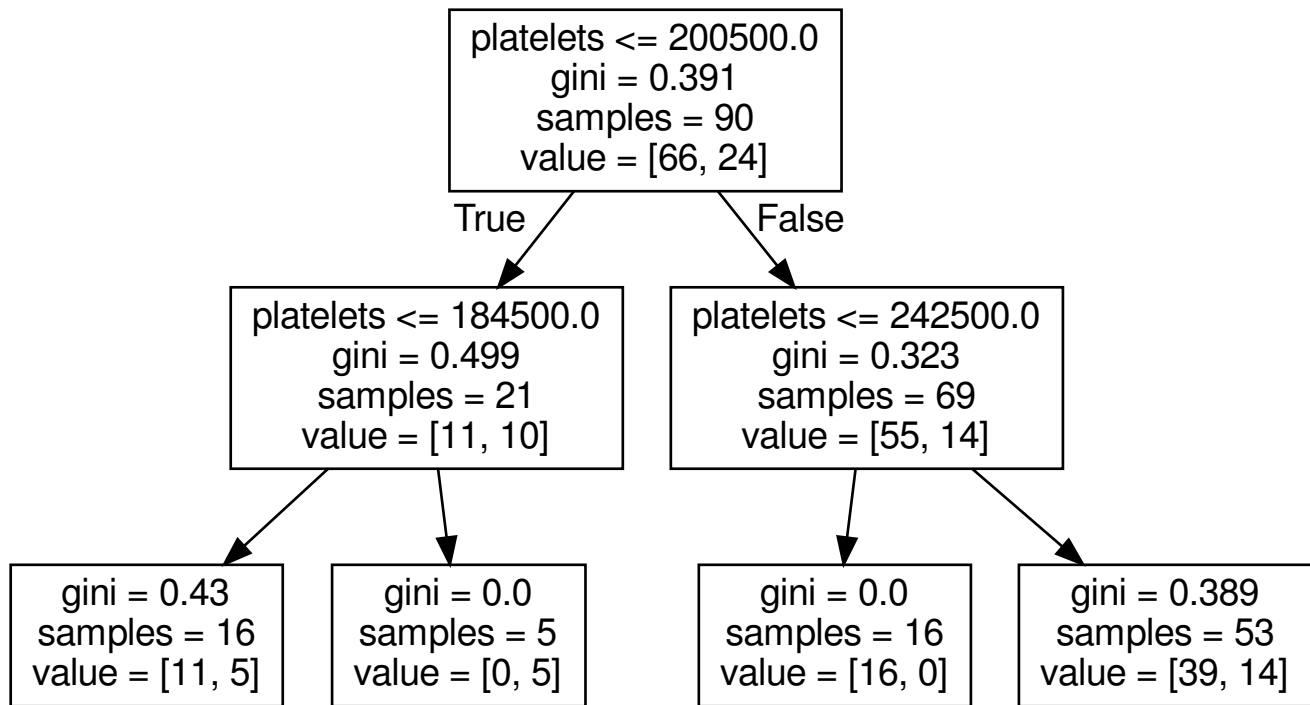 platelets <= 200500.0
gini = 0.391
samples = 90
value = [66, 24]
True
False
platelets <= 184500.0
gini = 0.499
samples = 21
value = [11, 10]
platelets <= 242500.0
gini = 0.323
samples = 69
value = [55, 14]
gini = 0.43
samples = 16
value = [11, 5]
gini = 0.0
samples = 5
value = [0, 5]
gini = 0.0
samples = 16
value = [16, 0]
gini = 0.389
samples = 53
value = [39, 14]